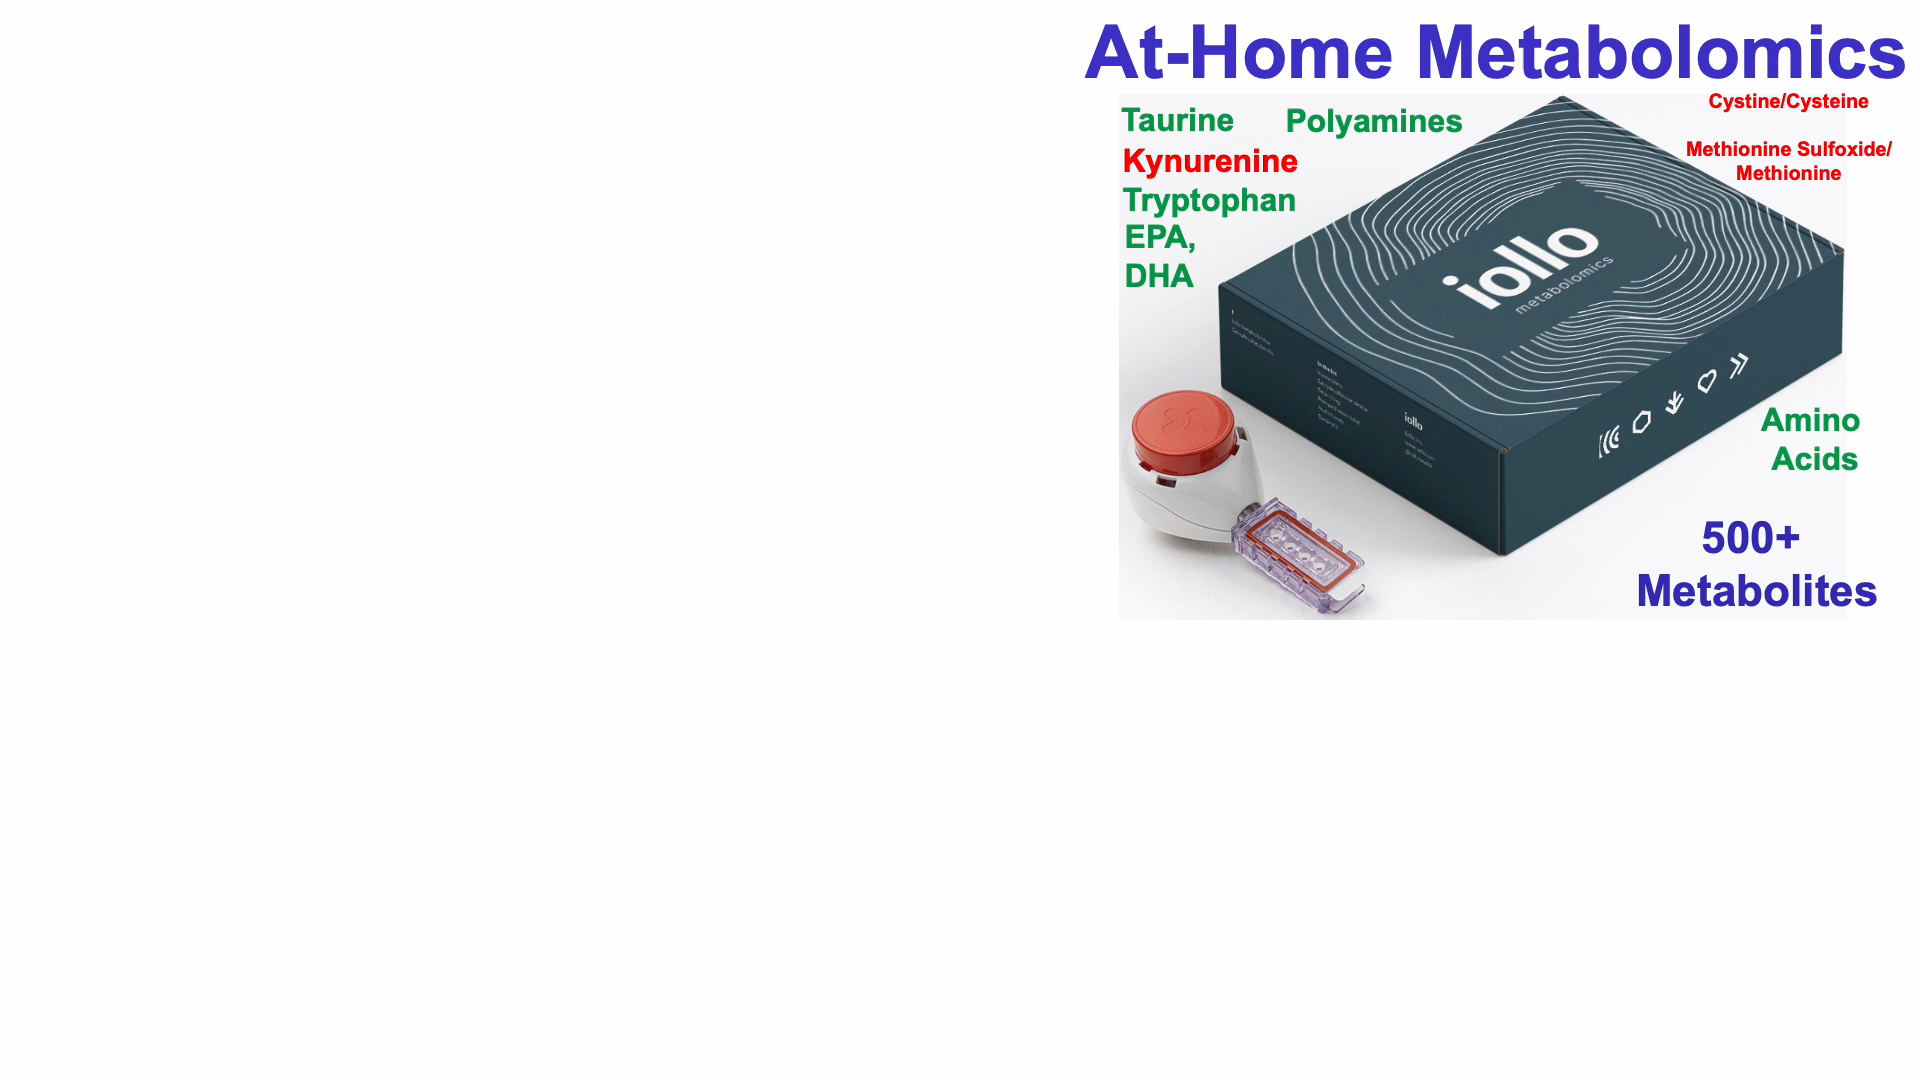 At-Home Metabolomics
Taurine
Polyamines
Cystine/Cysteine
Kynurenine
Methionine Sulfoxide/
Methionine
Tryptophan
EPA,
DHA
iollo
metabolomics
iollo
Amino
Acids
500+
Metabolites